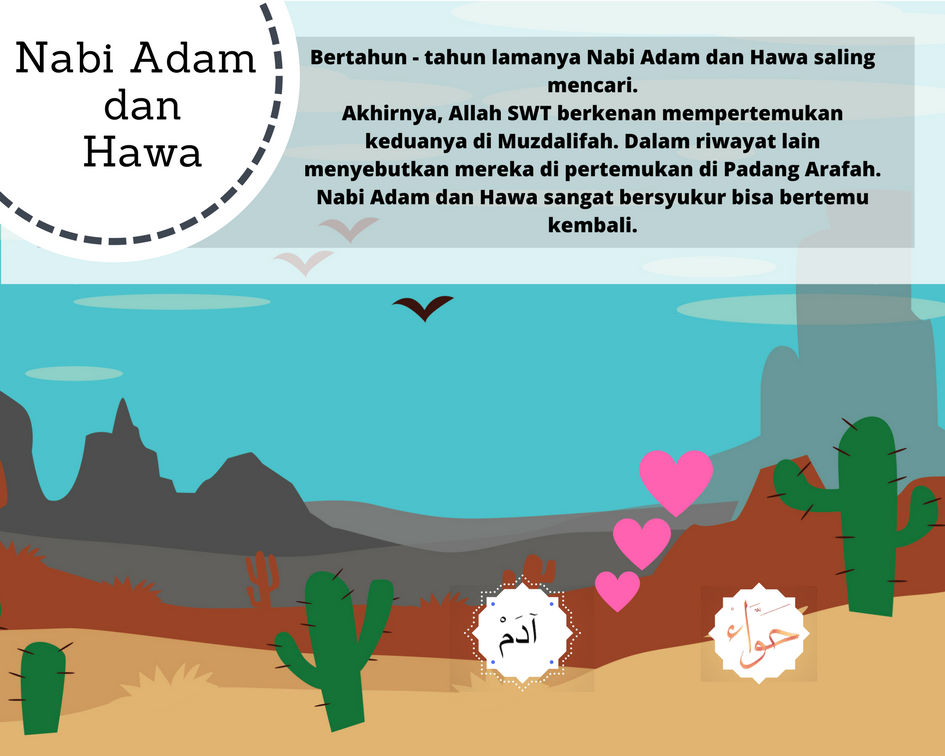 Nabi Adam
dan
Hawa
Bertahun - tahun lamanya Nabi Adam dan Hawa saling
mencari.
Akhirnya, Allah SWT berkenan mempertemukan
keduanya di Muzdalifah. Dalam riwayat lain
menyebutkan mereka di pertemukan di Padang Arafah.
Nabi Adam dan Hawa sangat bersyukur bisa bertemu
kembali.
آدَمْ
حَوَّاء